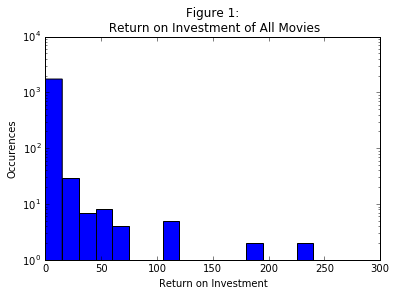 Figure 1:
Return on Investment of All Movies
10^4
10^3
10^2
10^1
10^0
Occurences
0 50 100 150 200 250 300
Return on Investment